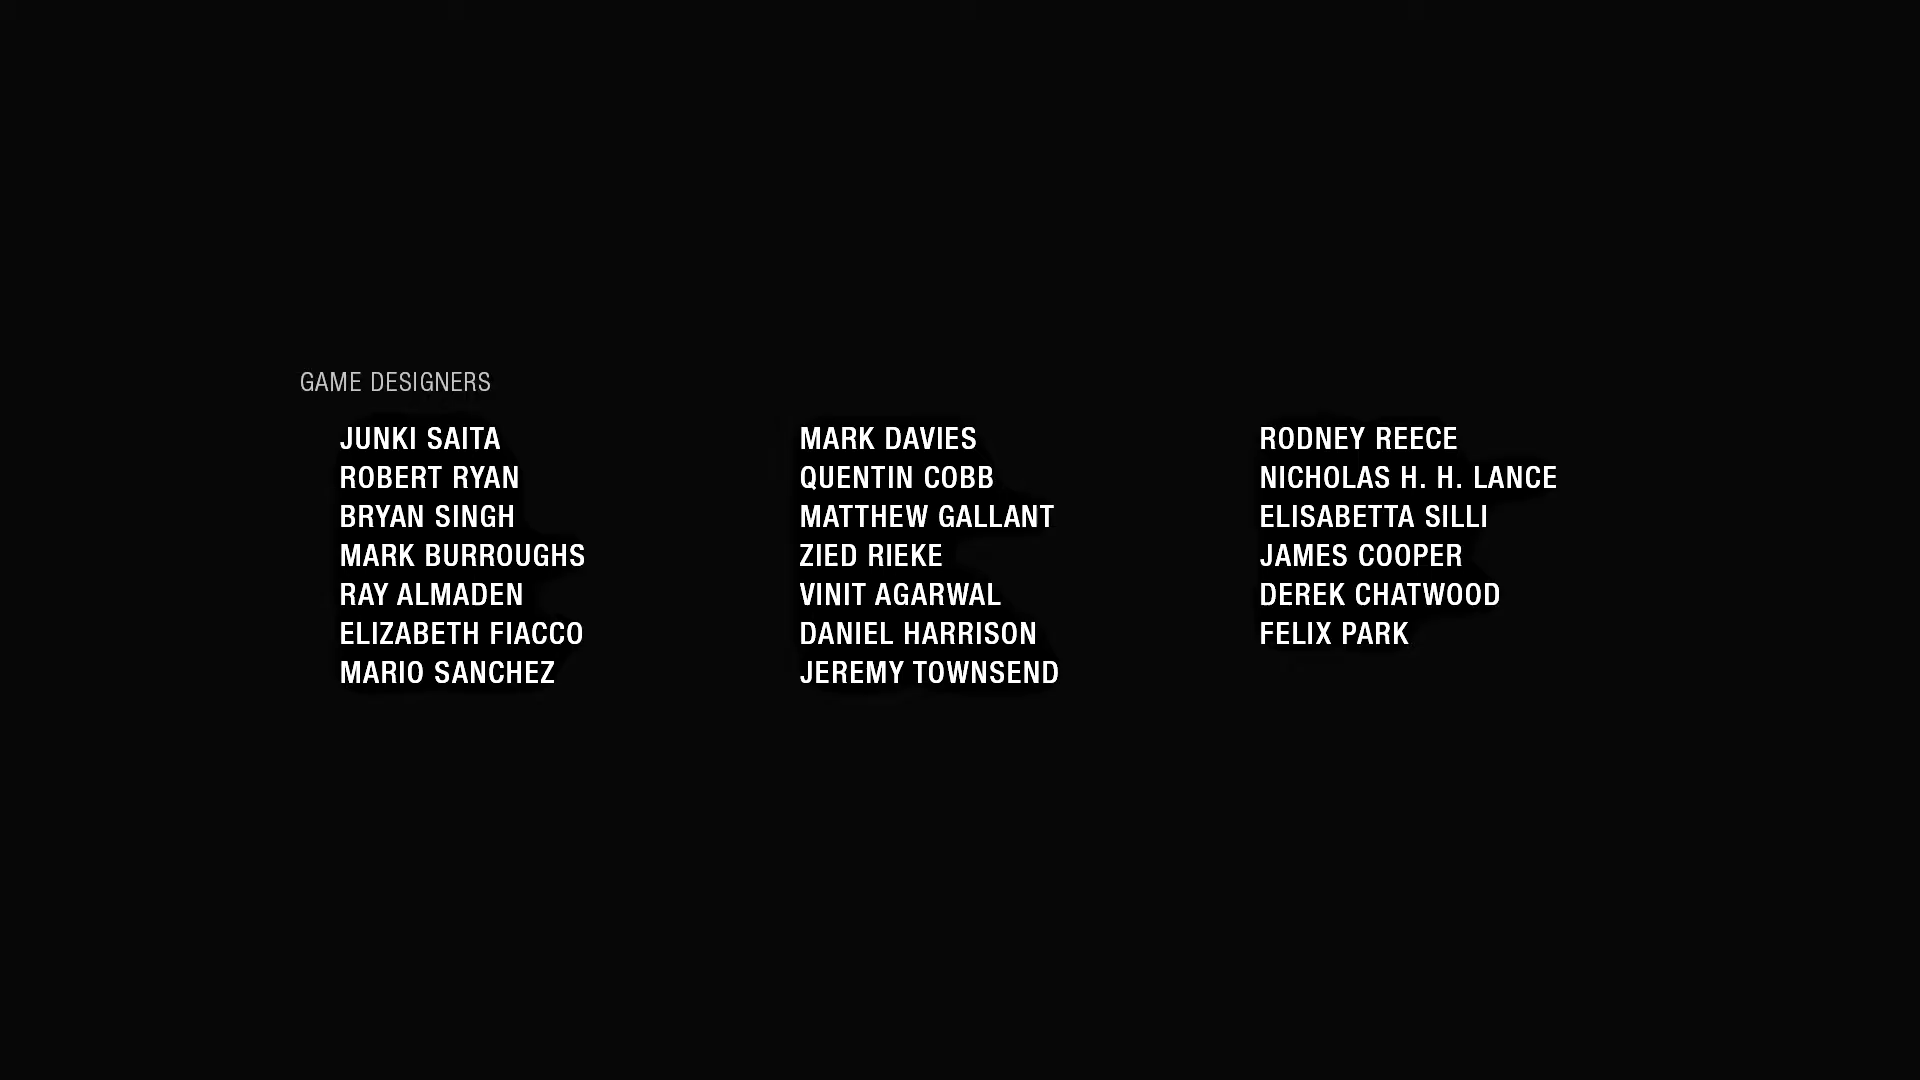 GAME DESIGNERS
JUNKI SAITA
ROBERT RYAN
BRYAN SINGH
MARK BURROUGHS
RAY ALMADEN
ELIZABETH FIACCO
MARIO SANCHEZ
MARK DAVIES
QUENTIN COBB
MATTHEW GALLANT
ZIED RIEKE
VINIT AGARWAL
DANIEL HARRISON
JEREMY TOWNSEND
RODNEY REECE
NICHOLAS H. H. LANCE
ELISABETTA SILLI
JAMES COOPER
DEREK CHATWOOD
FELIX PARK